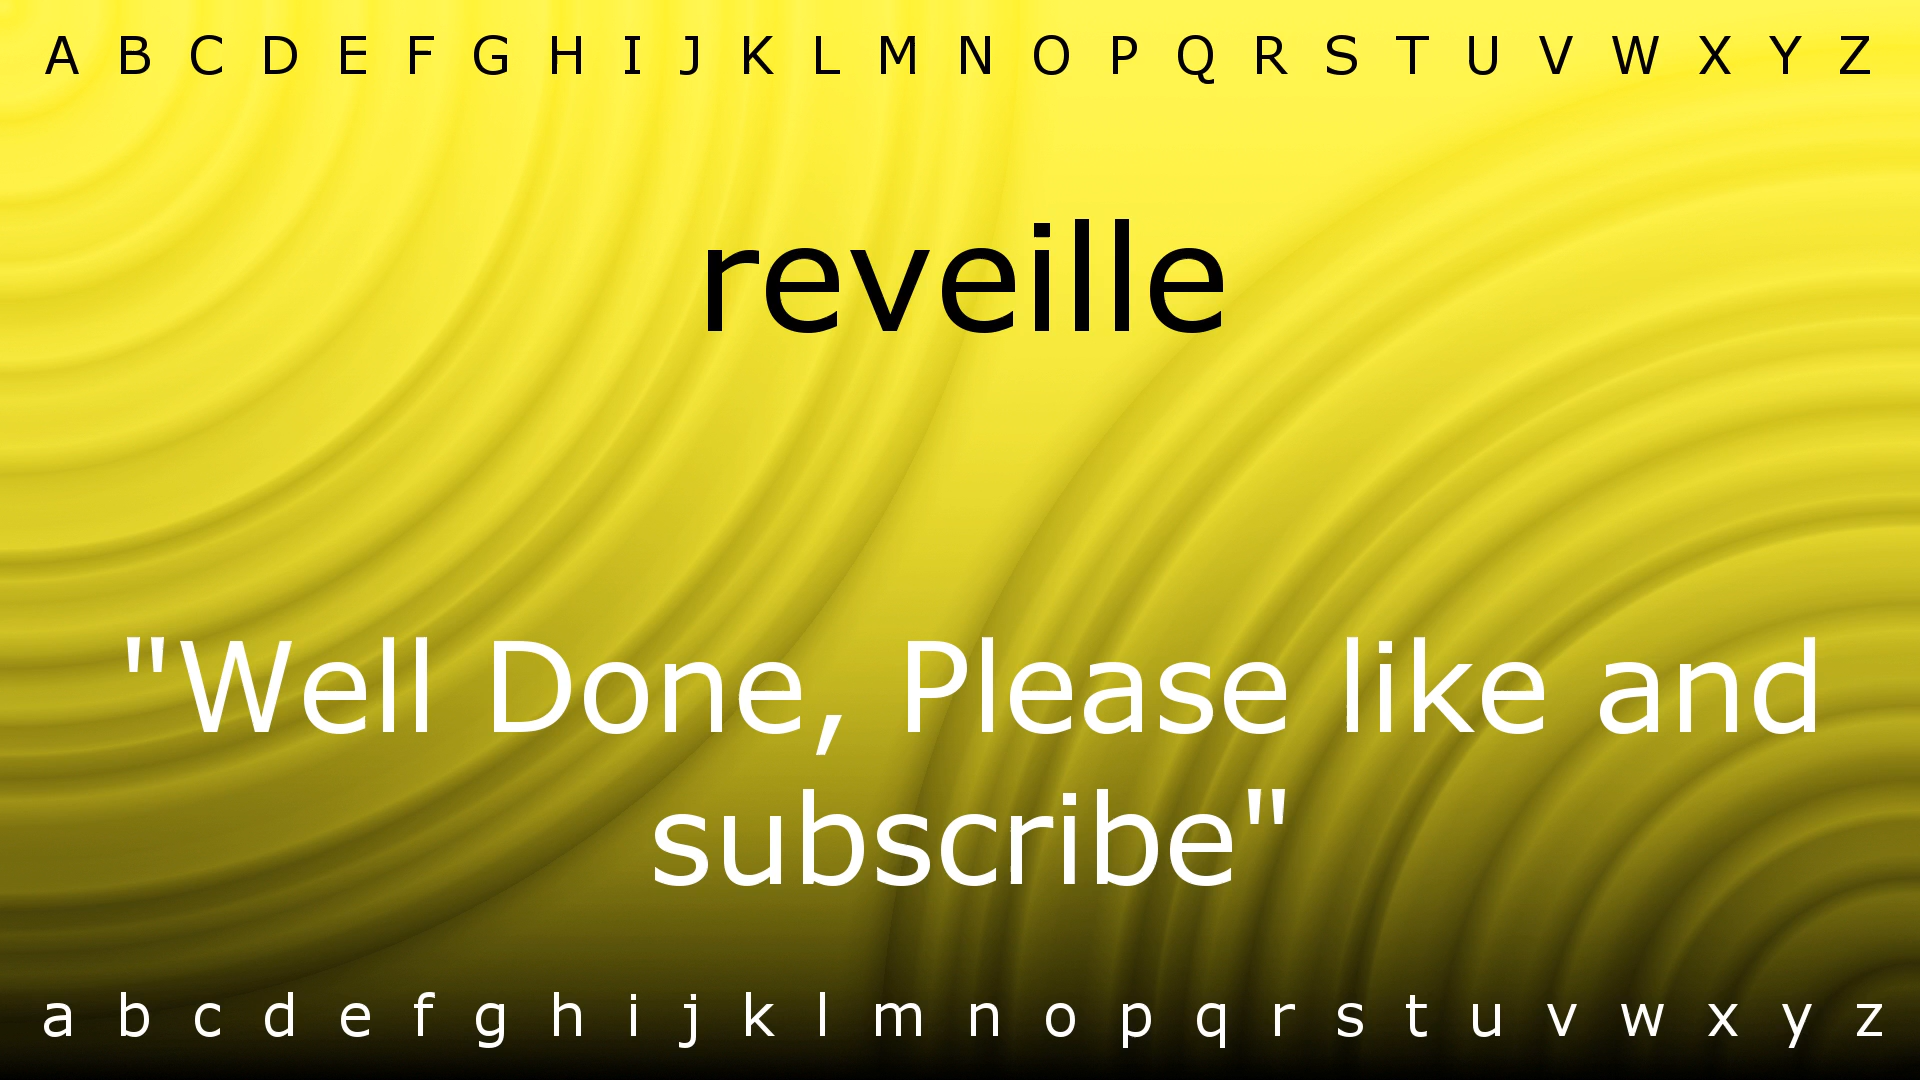 A B C D E F G H I J K L M N O P Q R S T U V W X Y Z
reveille
"Well Done, Please like and
subscribe"
a b c d e f g h i j k l m n o p q r s t u v w x y z